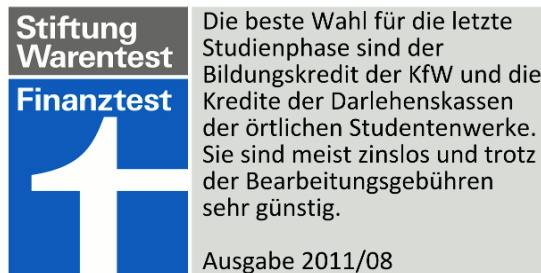 Stiftung
Warentest
Finanztest
Die beste Wahl für die letzte
Studienphase sind der
Bildungskredit der KfW und die
Kredite der Darlehenskassen
der örtlichen Studentenwerke.
Sie sind meist zinslos und trotz
der Bearbeitungsgebühren
sehr günstig.
Ausgabe 2011/08